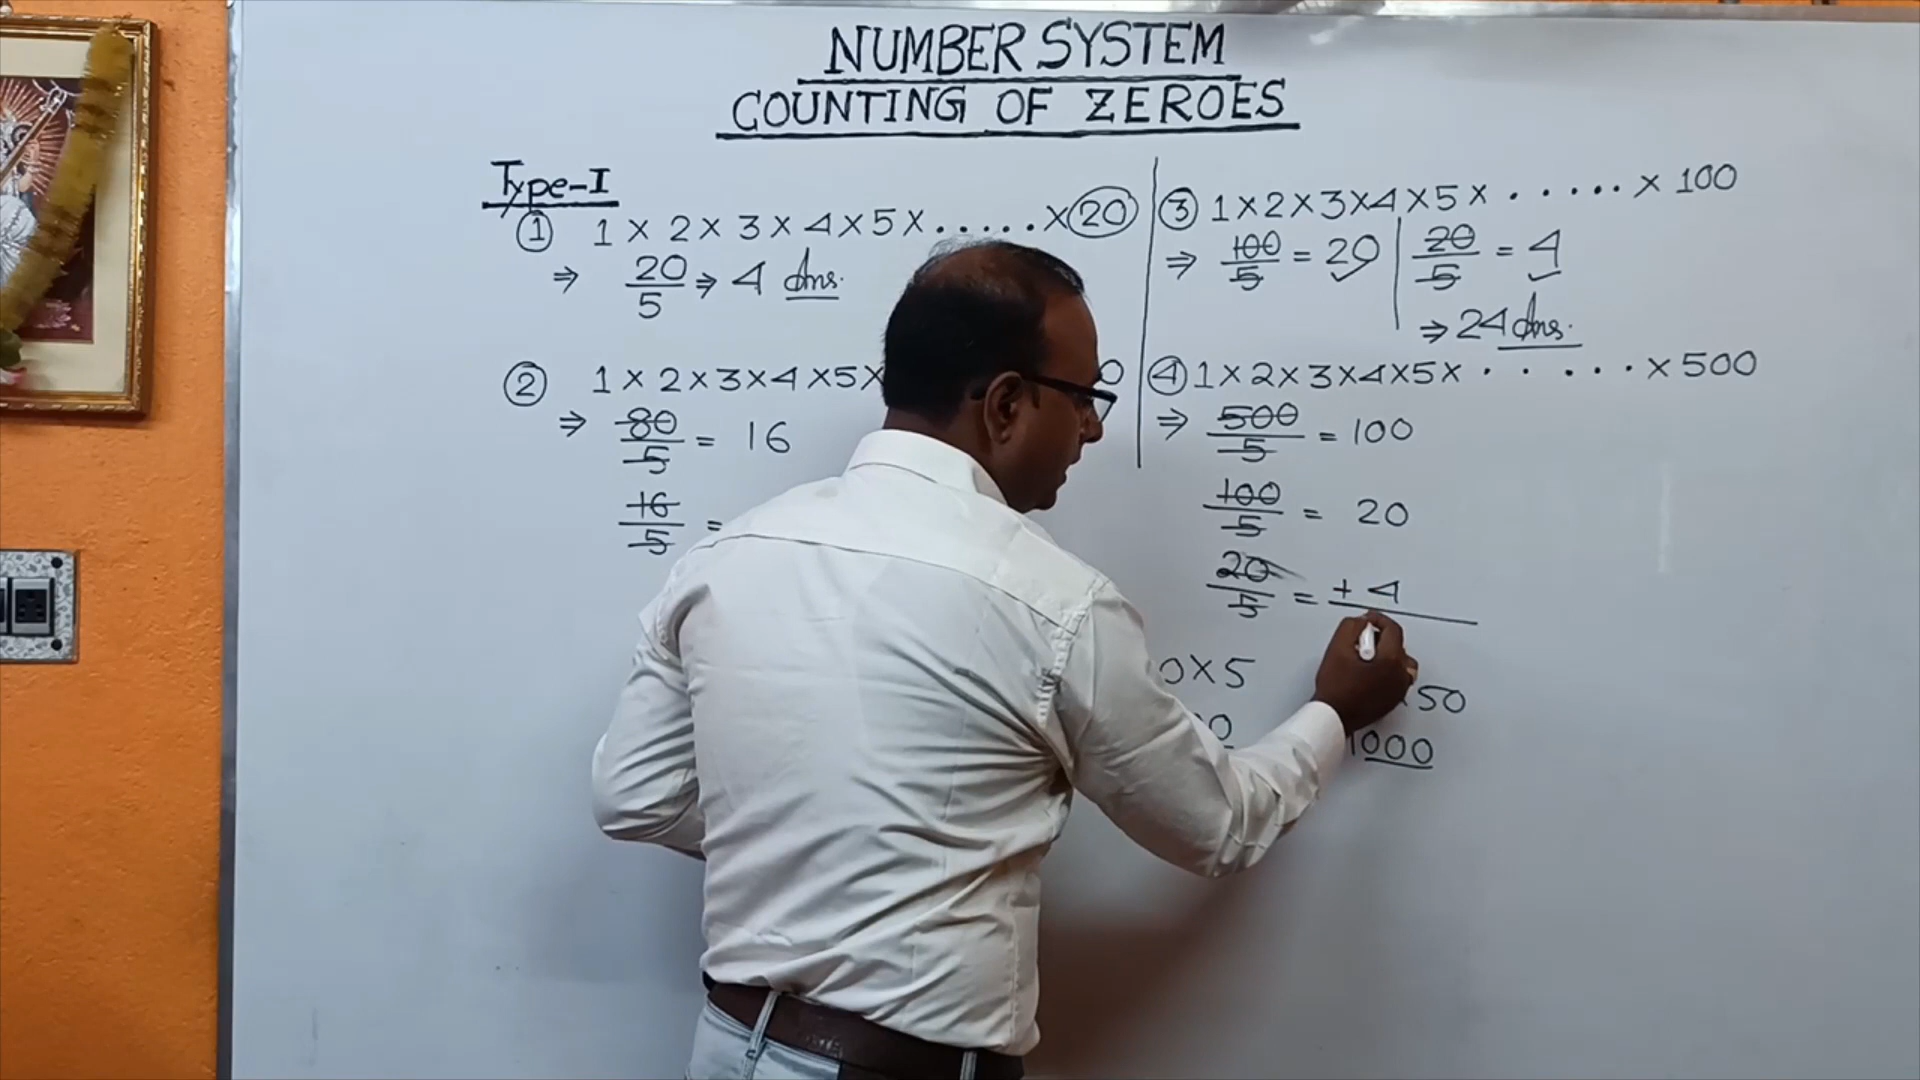 NUMBER SYSTEM
COUNTING OF ZEROES
Type-I
① 1 × 2 × 3 × 4 × 5 × ..... × 20
⇒ 20/5 ⇒ 4 Ans.
② 1 × 2 × 3 × 4 × 5 × 0
⇒ 80/5 = 16
16/5 =
③ 1 × 2 × 3 × 4 × 5 × ..... × 100
⇒ 100/5 = 20 | 20/5 = 4
⇒ 24 Ans.
④ 1 × 2 × 3 × 4 × 5 × ..... × 500
⇒ 500/5 = 100
100/5 = 20
20/5 = + 4
0 × 5
× 50
0
1000